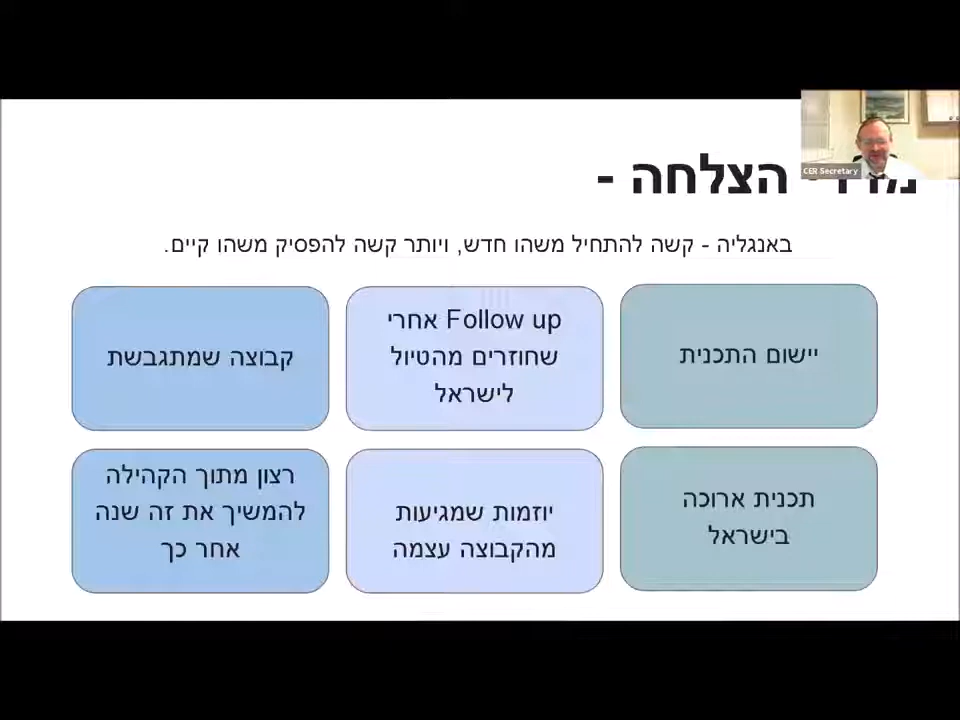 הצלחה -
CER Secretary
באנגליה - קשה להתחיל משהו חדש, ויותר קשה להפסיק משהו קיים.
יישום התכנית
Follow up אחרי
שחוזרים מהטיול
לישראל
קבוצה שמתגבשת
תכנית ארוכה
בישראל
יוזמות שמגיעות
מהקבוצה עצמה
רצון מתוך הקהילה
להמשיך את זה שנה
אחר כך